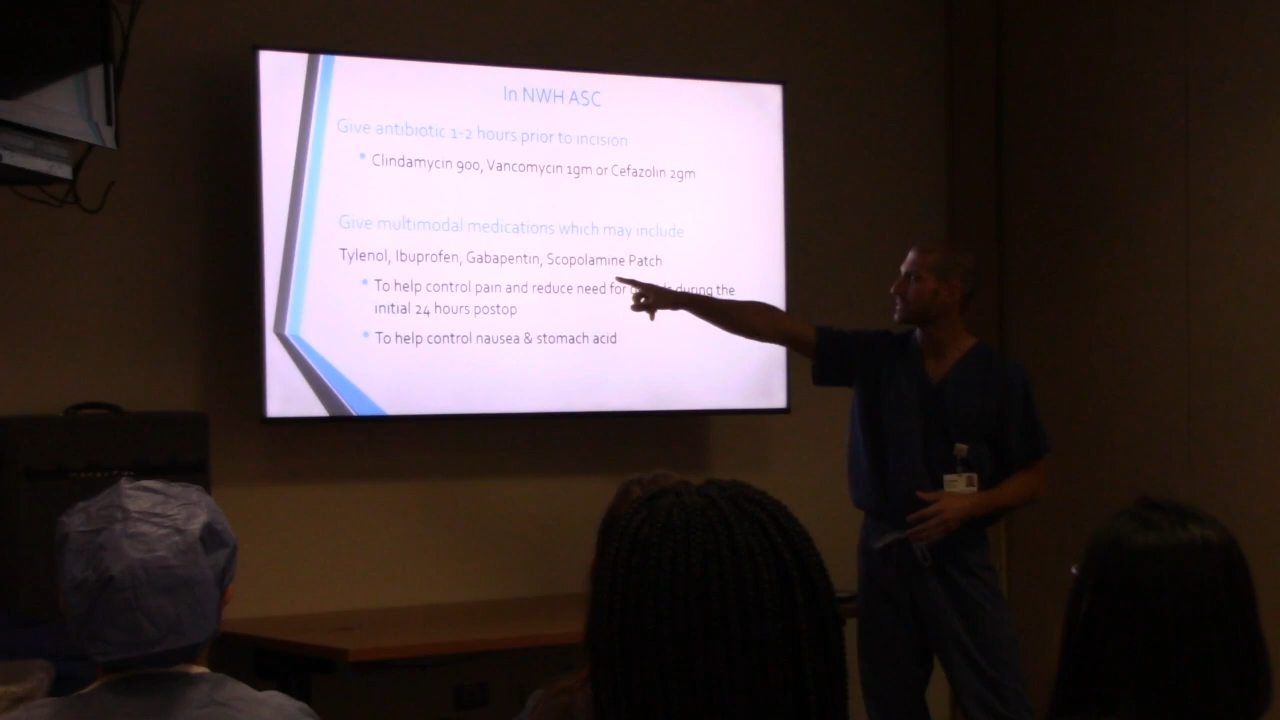 In NWH ASC
Give antibiotic 1-2 hours prior to incision
Clindamycin 900, Vancomycin 1gm or Cefazolin 2gm
Give multimodal medications which may include
Tylenol, Ibuprofen, Gabapentin, Scopolamine Patch
To help control pain and reduce need for during the
initial 24 hours postop
To help control nausea & stomach acid